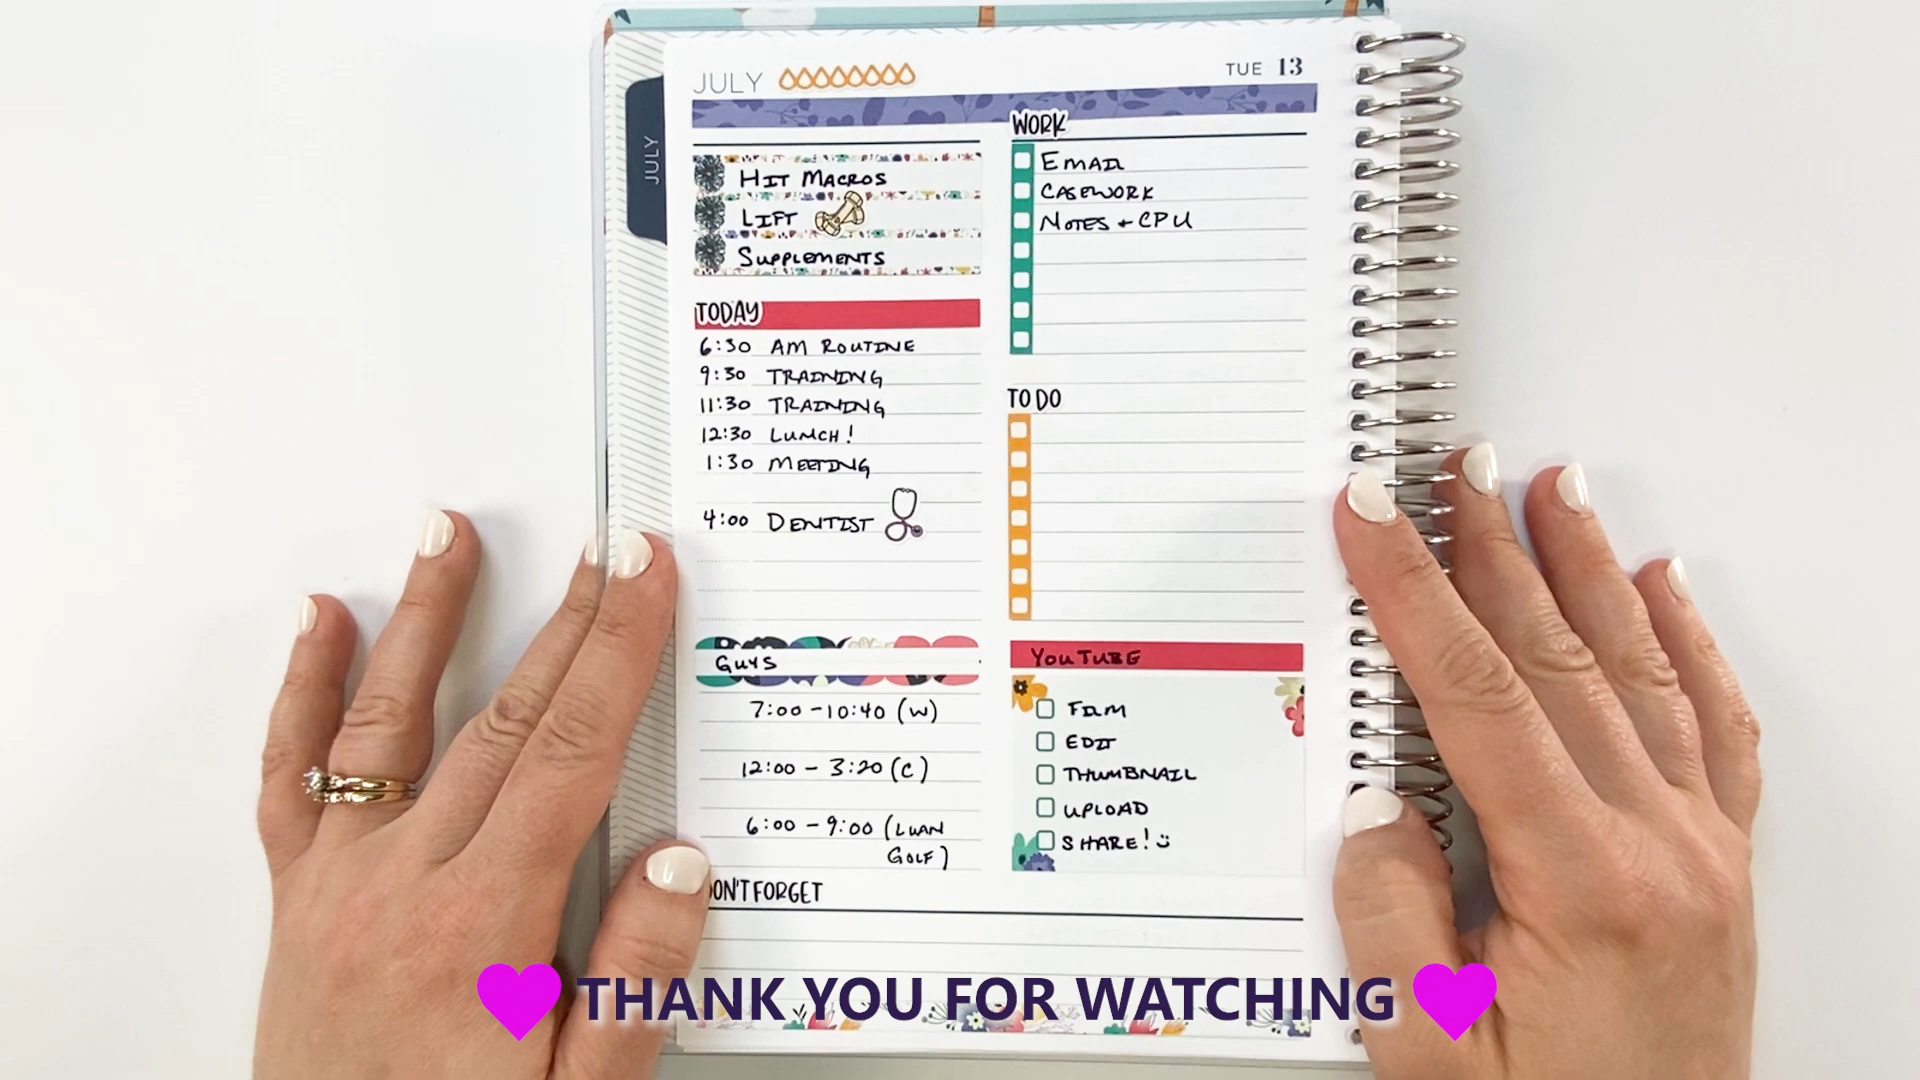 JULY
TUE 13
JULY
HIT MACROS
LIFT
SUPPLEMENTS
TODAY
6:30 AM ROUTINE
9:30 TRAINING
11:30 TRAINING
12:30 LUNCH!
1:30 MEETING
4:00 DENTIST
GUYS
7:00 - 10:40 (W)
12:00 - 3:20 (C)
6:00 - 9:00 (LUAN
GOLF)
WORK
EMAIL
CASEWORK
NOTES + CPU
TO DO
YOUTUBE
FILM
EDIT
THUMBNAIL
UPLOAD
SHARE! :)
DON'T FORGET
THANK YOU FOR WATCHING